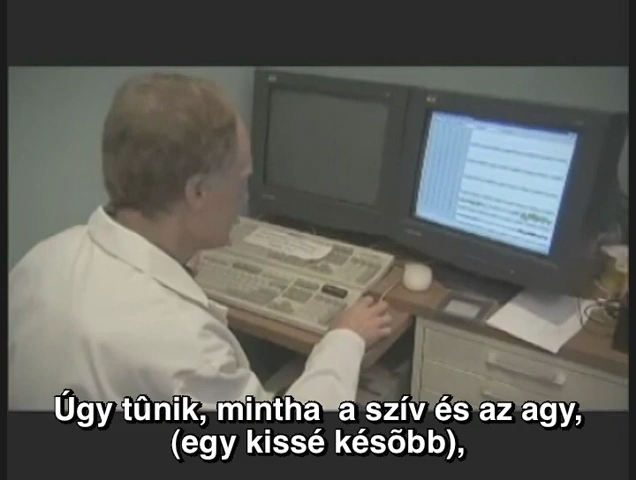 Úgy tûnik, mintha  a szív és az agy,
(egy kissé késõbb),